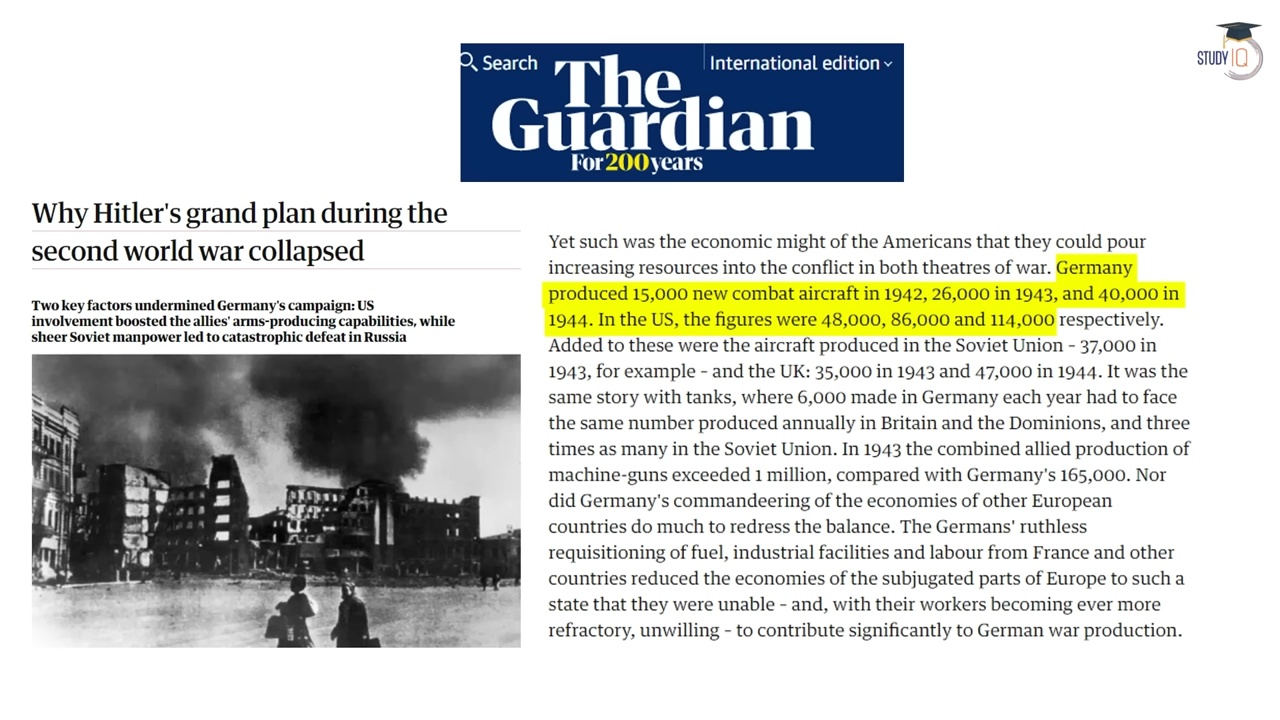 STUDY IQ
Search
International edition
The
Guardian
For 200 years
Why Hitler's grand plan during the
second world war collapsed
Two key factors undermined Germany's campaign: US
involvement boosted the allies' arms-producing capabilities, while
sheer Soviet manpower led to catastrophic defeat in Russia
Yet such was the economic might of the Americans that they could pour
increasing resources into the conflict in both theatres of war. Germany
produced 15,000 new combat aircraft in 1942, 26,000 in 1943, and 40,000 in
1944. In the US, the figures were 48,000, 86,000 and 114,000 respectively.
Added to these were the aircraft produced in the Soviet Union – 37,000 in
1943, for example – and the UK: 35,000 in 1943 and 47,000 in 1944. It was the
same story with tanks, where 6,000 made in Germany each year had to face
the same number produced annually in Britain and the Dominions, and three
times as many in the Soviet Union. In 1943 the combined allied production of
machine-guns exceeded 1 million, compared with Germany's 165,000. Nor
did Germany's commandeering of the economies of other European
countries do much to redress the balance. The Germans' ruthless
requisitioning of fuel, industrial facilities and labour from France and other
countries reduced the economies of the subjugated parts of Europe to such a
state that they were unable – and, with their workers becoming ever more
refractory, unwilling – to contribute significantly to German war production.